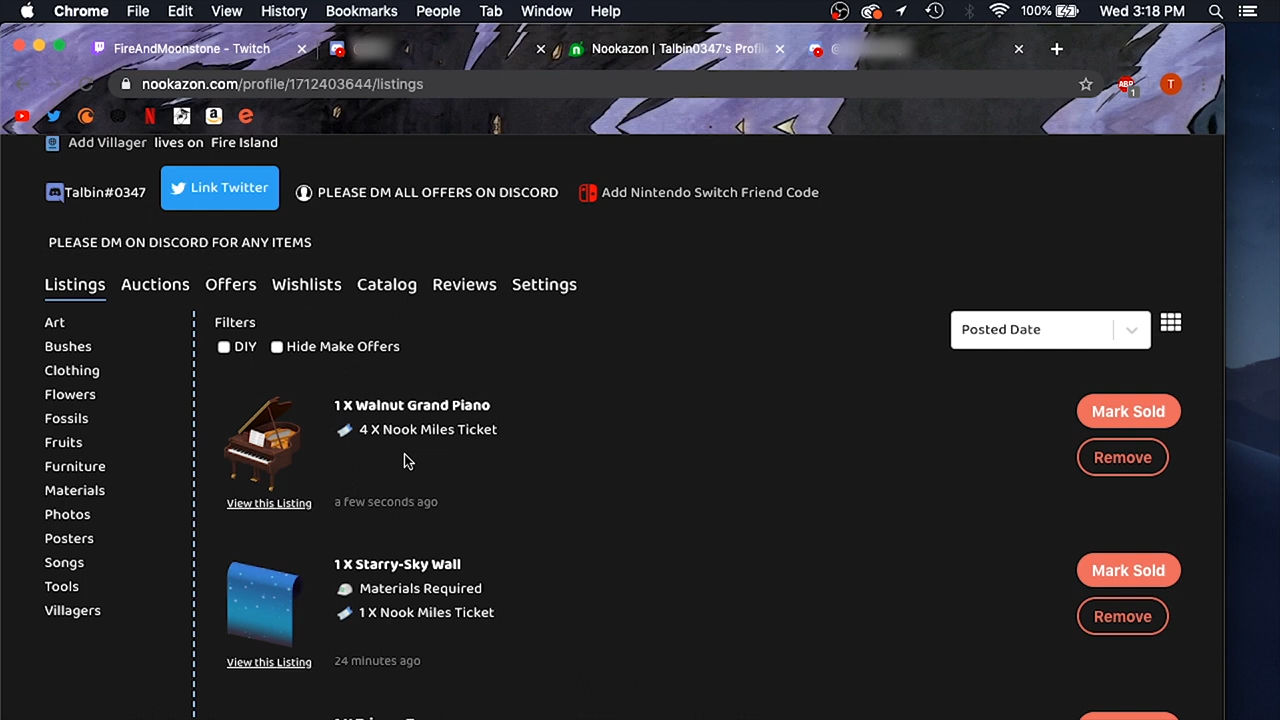 Chrome File Edit View History Bookmarks People Tab Window Help 100% Wed 3:18 PM
FireAndMoonstone - Twitch Nookazon | Talbin0347's Profil
nookazon.com/profile/1712403644/listings ABP 1 T
Add Villager lives on Fire Island
Talbin#0347 Link Twitter PLEASE DM ALL OFFERS ON DISCORD Add Nintendo Switch Friend Code
PLEASE DM ON DISCORD FOR ANY ITEMS
Listings Auctions Offers Wishlists Catalog Reviews Settings
Art
Bushes
Clothing
Flowers
Fossils
Fruits
Furniture
Materials
Photos
Posters
Songs
Tools
Villagers
Filters
DIY Hide Make Offers
Posted Date
1 X Walnut Grand Piano
4 X Nook Miles Ticket
View this Listing a few seconds ago
Mark Sold
Remove
1 X Starry-Sky Wall
Materials Required
1 X Nook Miles Ticket
View this Listing 24 minutes ago
Mark Sold
Remove